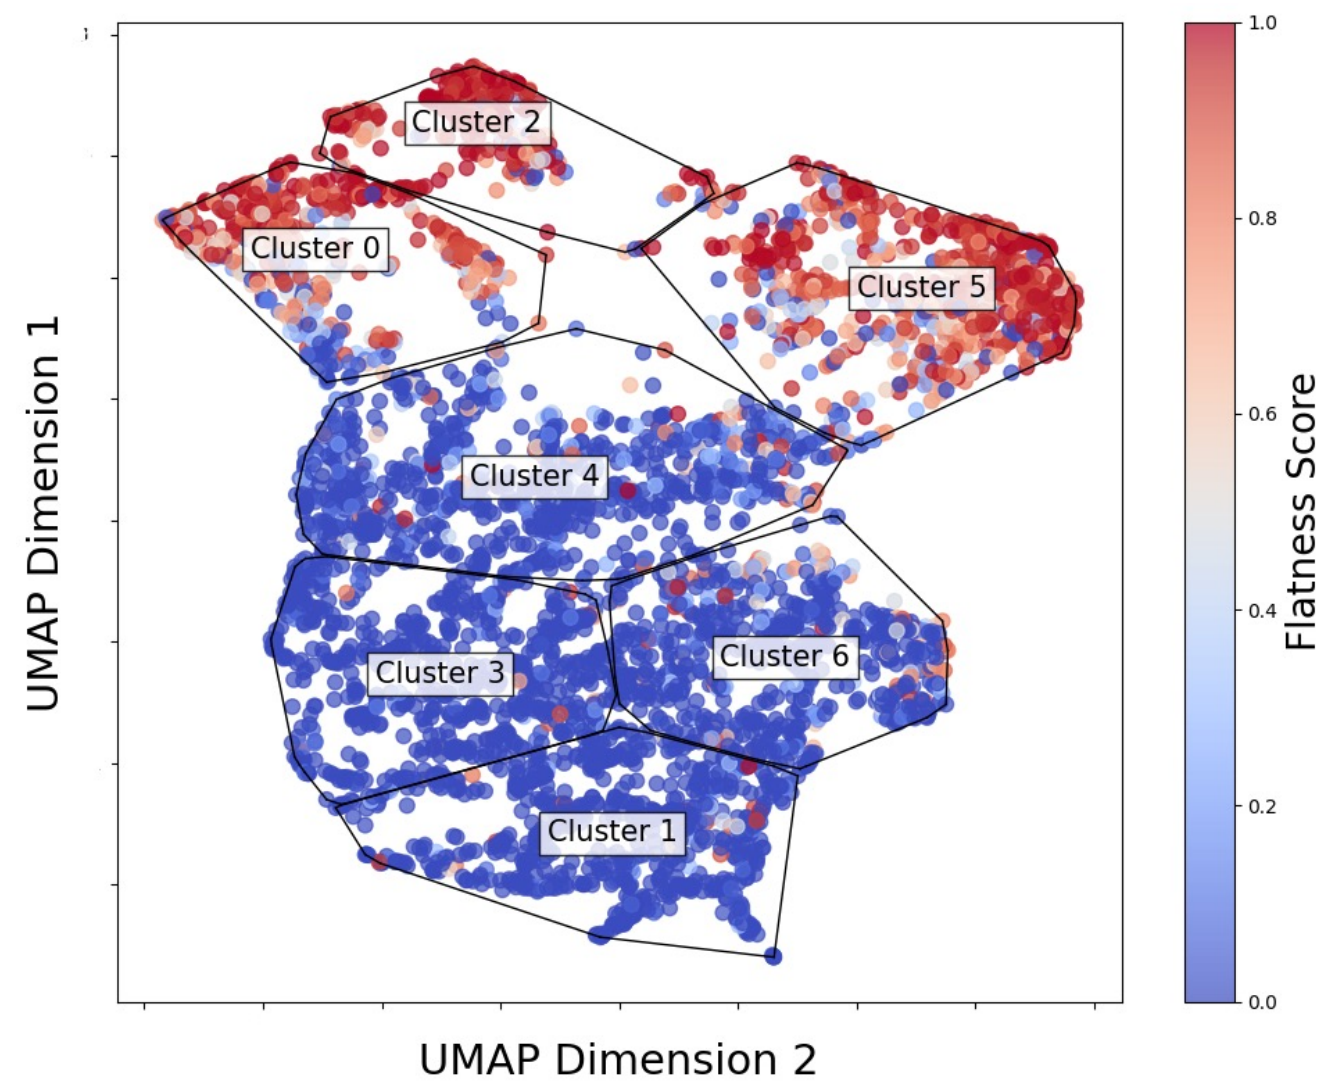 Cluster 2
Cluster 0
Cluster 5
Cluster 4
Cluster 3
Cluster 6
Cluster 1
UMAP Dimension 1
UMAP Dimension 2
1.0
0.8
0.6
0.4
0.2
0.0
Flatness Score